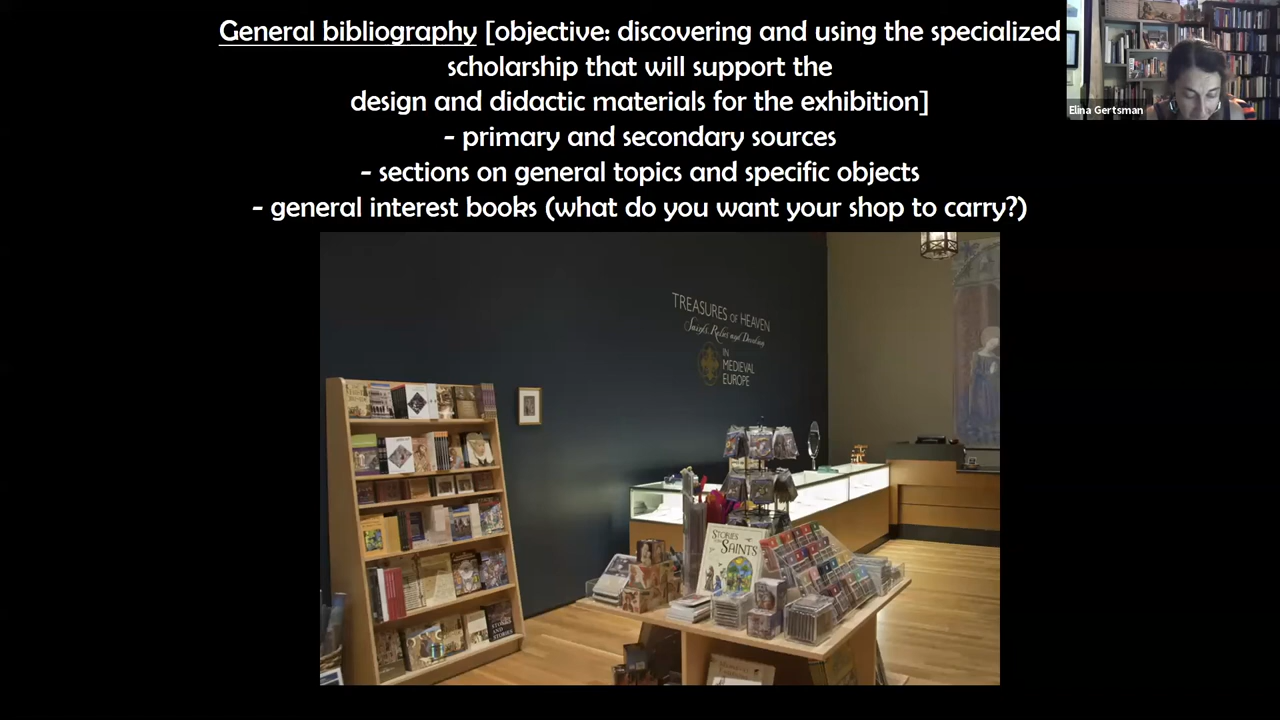 General bibliography [objective: discovering and using the specialized
scholarship that will support the
design and didactic materials for the exhibition]
- primary and secondary sources
- sections on general topics and specific objects
- general interest books (what do you want your shop to carry?)
Elina Gertsman
TREASURES OF HEAVEN
Saints, Relics and Devotion
IN
MEDIEVAL
EUROPE
STORIES
SAINTS